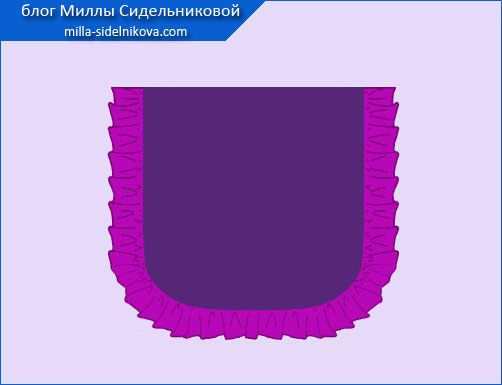 блог Миллы Сидельниковой
milla-sidelnikova.com